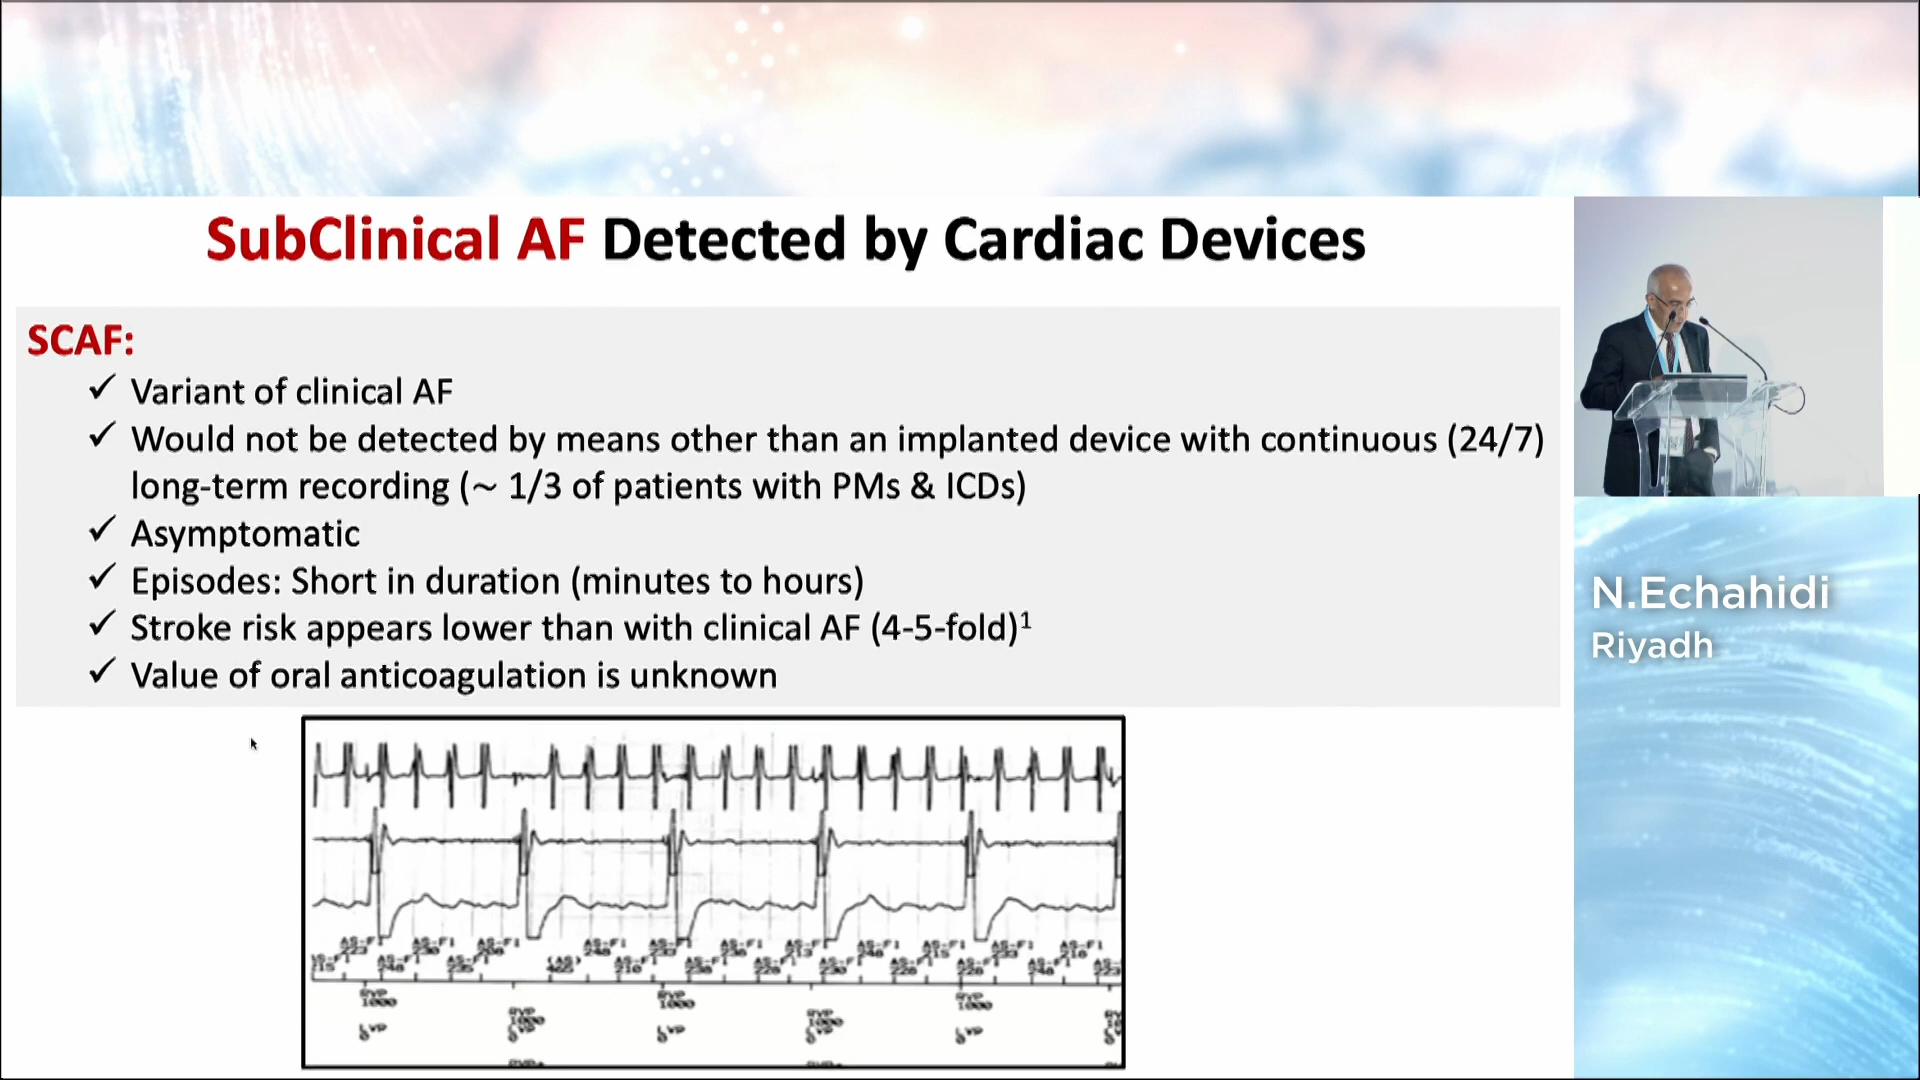 SubClinical AF Detected by Cardiac Devices
SCAF:
✓ Variant of clinical AF
✓ Would not be detected by means other than an implanted device with continuous (24/7)
long-term recording (~ 1/3 of patients with PMs & ICDs)
✓ Asymptomatic
✓ Episodes: Short in duration (minutes to hours)
✓ Stroke risk appears lower than with clinical AF (4-5-fold)¹
✓ Value of oral anticoagulation is unknown
N.Echahidi
Riyadh